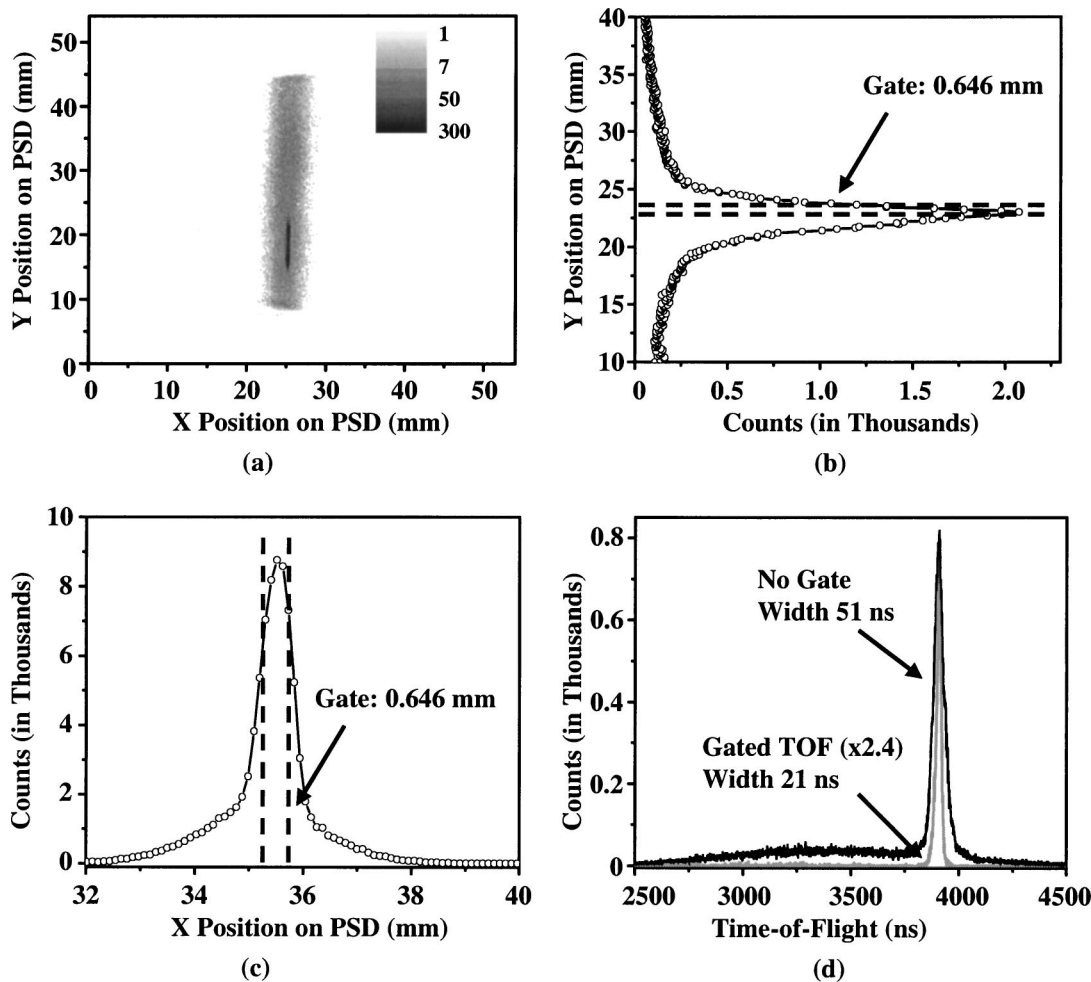 50
40
30
20
10
0
Y Position on PSD (mm)
1
7
50
300
0 10 20 30 40 50
X Position on PSD (mm)
(a)
40
35
30
25
20
15
10
Y Position on PSD (mm)
Gate: 0.646 mm
0 0.5 1.0 1.5 2.0
Counts (in Thousands)
(b)
10
8
6
4
2
0
Counts (in Thousands)
Gate: 0.646 mm
32 34 36 38 40
X Position on PSD (mm)
(c)
0.8
0.6
0.4
0.2
0
Counts (in Thousands)
No Gate
Width 51 ns
Gated TOF (x2.4)
Width 21 ns
2500 3000 3500 4000 4500
Time-of-Flight (ns)
(d)